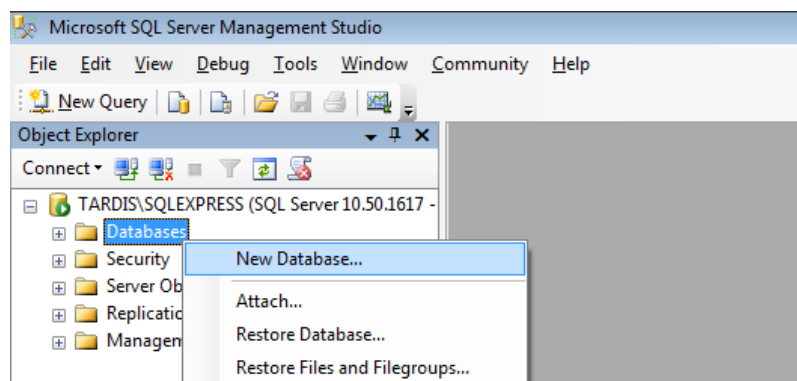 Microsoft SQL Server Management Studio
File Edit View Debug Tools Window Community Help
New Query
Object Explorer
Connect
TARDIS\SQLEXPRESS (SQL Server 10.50.1617 -
Databases
Security
Server Ob
Replicatic
Managem
New Database...
Attach...
Restore Database...
Restore Files and Filegroups...